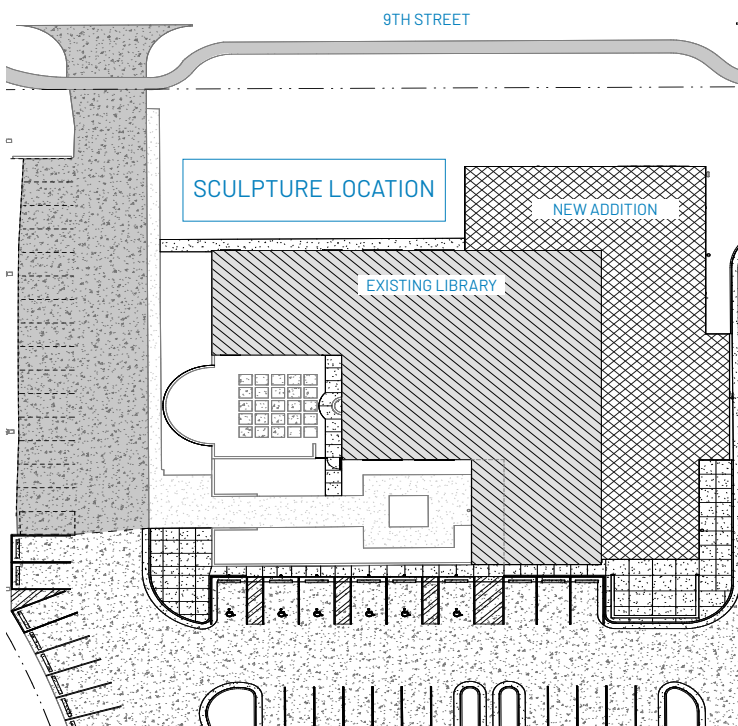 9TH STREET
SCULPTURE LOCATION
NEW ADDITION
EXISTING LIBRARY